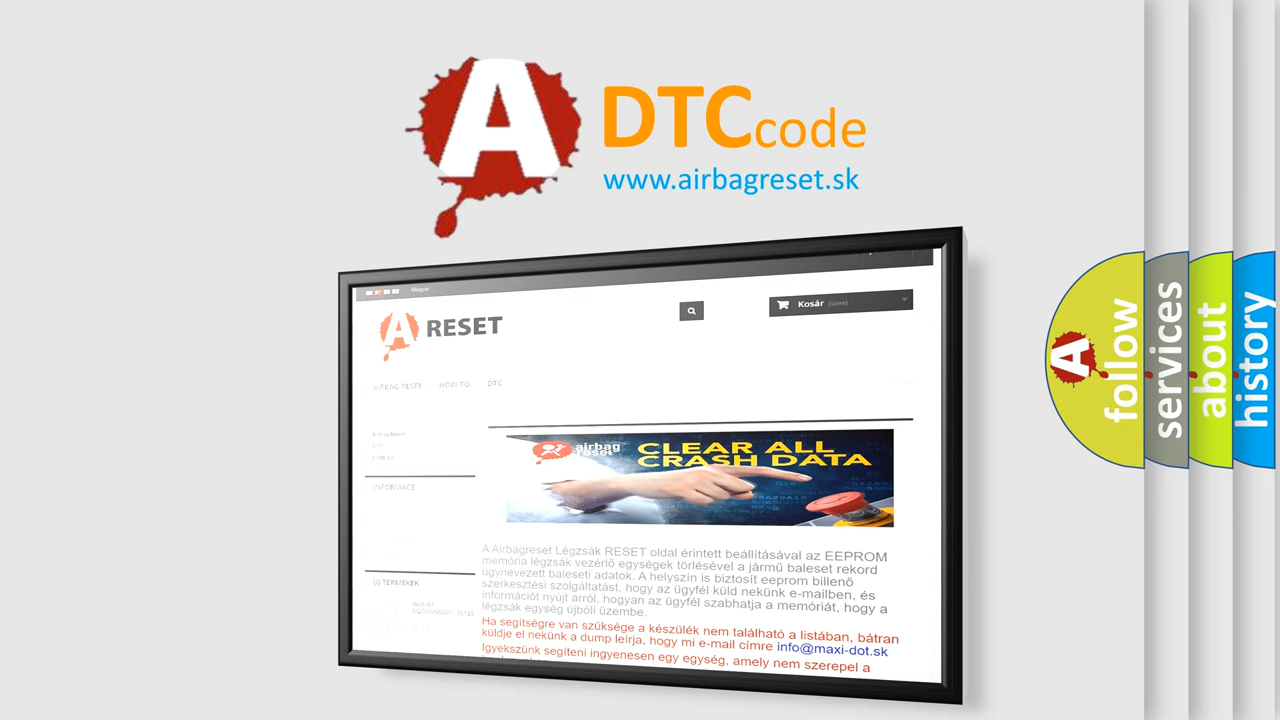 A
DTC code
www.airbagreset.sk
Magyar
A RESET
Kosár
AIRBAG RESET HOW TO DTC
airbag
reset
CLEAR ALL
CRASH DATA
INFORMACE
A Airbagreset Légzsák RESET oldal érintett beállításával az EEPROM
memória légzsák vezérlő egységek törlésével a jármű baleset rekord
úgynevezett baleseti adatok. A helyszín is biztosít eeprom billenő
szerkesztési szolgáltatást, hogy az ügyfél küld nekünk e-mailben, és
információt nyújt arról, hogyan az ügyfél szabhatja a memóriát, hogy a
légzsák egység újbóli üzembe.
ÚJ TERMÉKEK
Ha segítségre van szüksége a készülék nem található a listában, bátran
küldje el nekünk a dump leírja, hogy mi e-mail címre info@maxi-dot.sk
Igyekszünk segíteni ingyenesen egy egység, amely nem szerepel a
A
follow
services
about
history